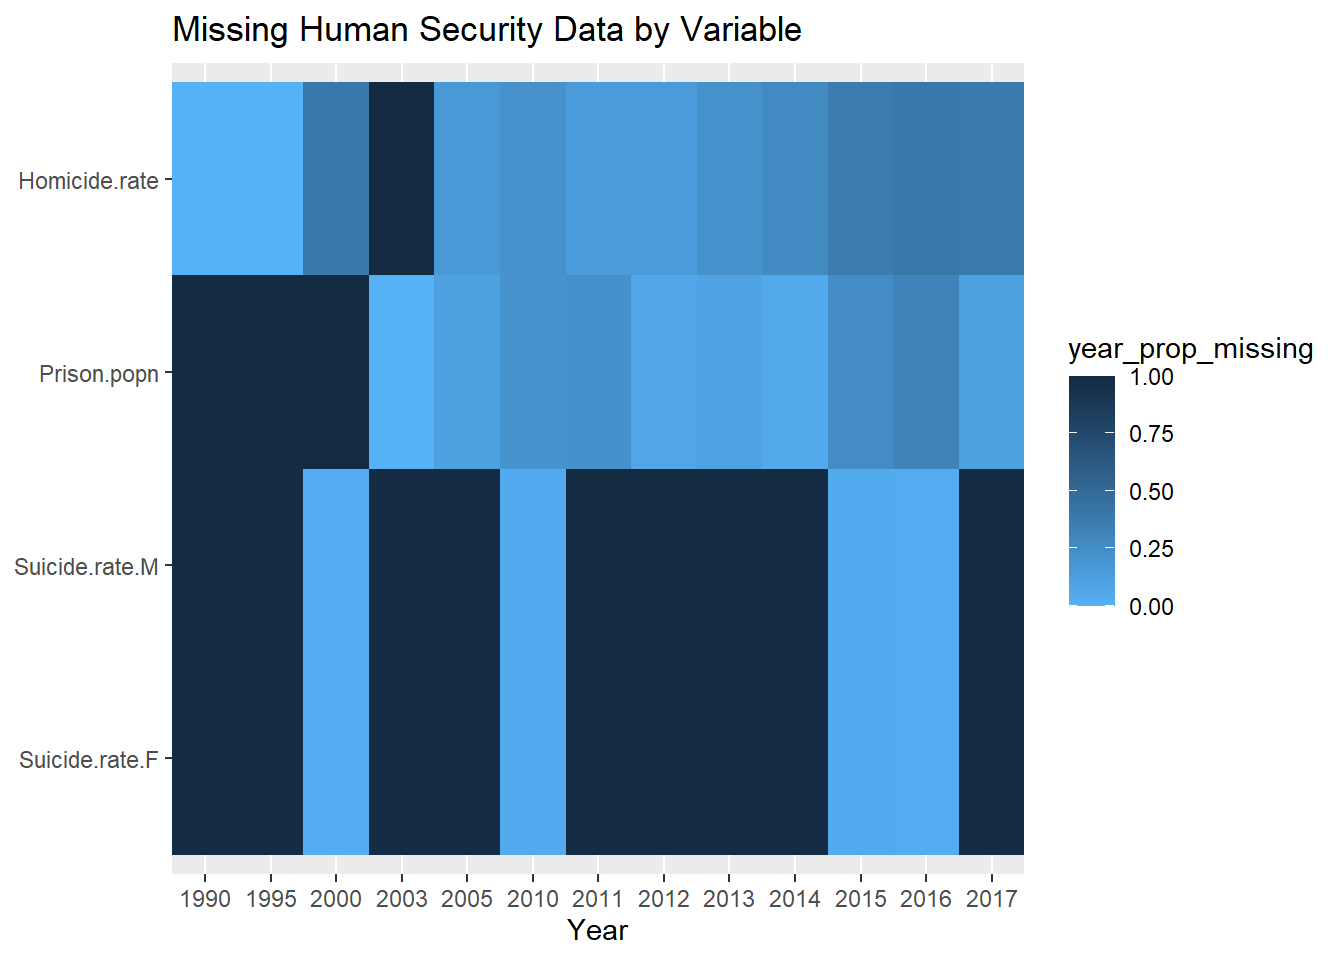 Missing Human Security Data by Variable
Homicide.rate
Prison.popn
Suicide.rate.M
Suicide.rate.F
1990 1995 2000 2003 2005 2010 2011 2012 2013 2014 2015 2016 2017
Year
year_prop_missing
1.00
0.75
0.50
0.25
0.00